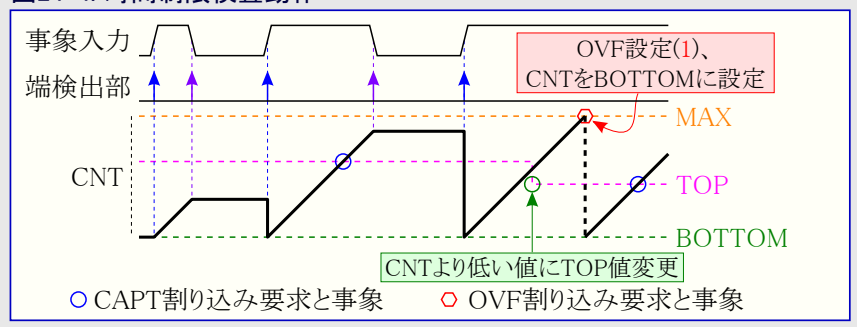 事象入力
端検出部
OVF設定(1)、
CNTをBOTTOMに設定
MAX
CNT
TOP
BOTTOM
CNTより低い値にTOP値変更
CAPT割り込み要求と事象
OVF割り込み要求と事象